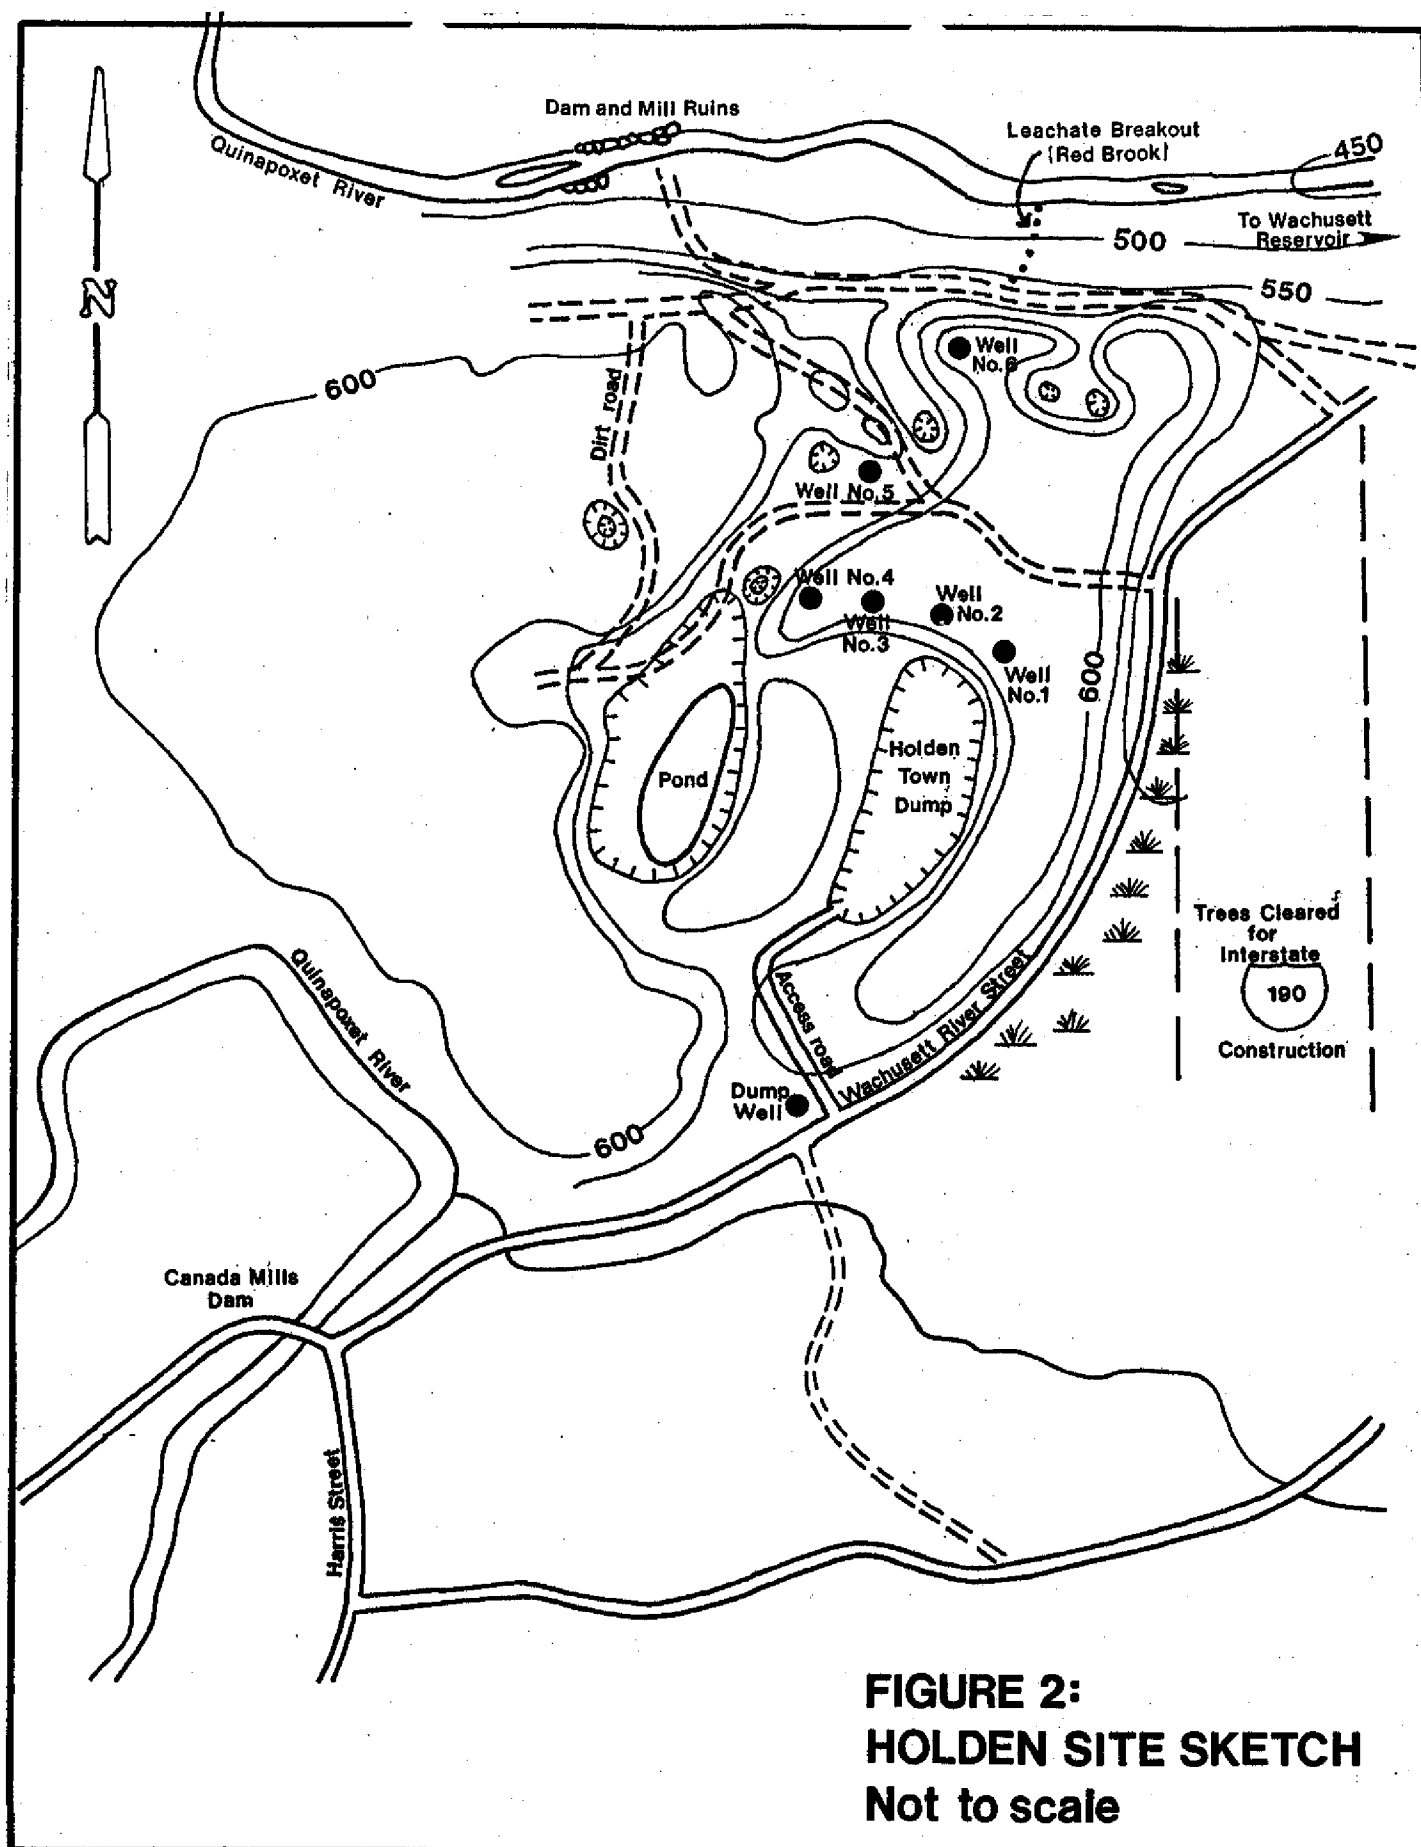 Dam and Mill Ruins
Leachate Breakout
(Red Brook)
450
Quinapoxet River
To Wachusett
Reservoir
500
550
N
600
Dirt road
Well
No.6
Well No.5
Well No.4
Well
No.3
Well
No.2
Well
No.1
600
Pond
Holden
Town
Dump
Trees Cleared
for
Interstate
190
Construction
Quinapoxet River
Access road
Wachusett River Street
Dump
Well
600
Canada Mills
Dam
Harris Street
FIGURE 2:
HOLDEN SITE SKETCH
Not to scale